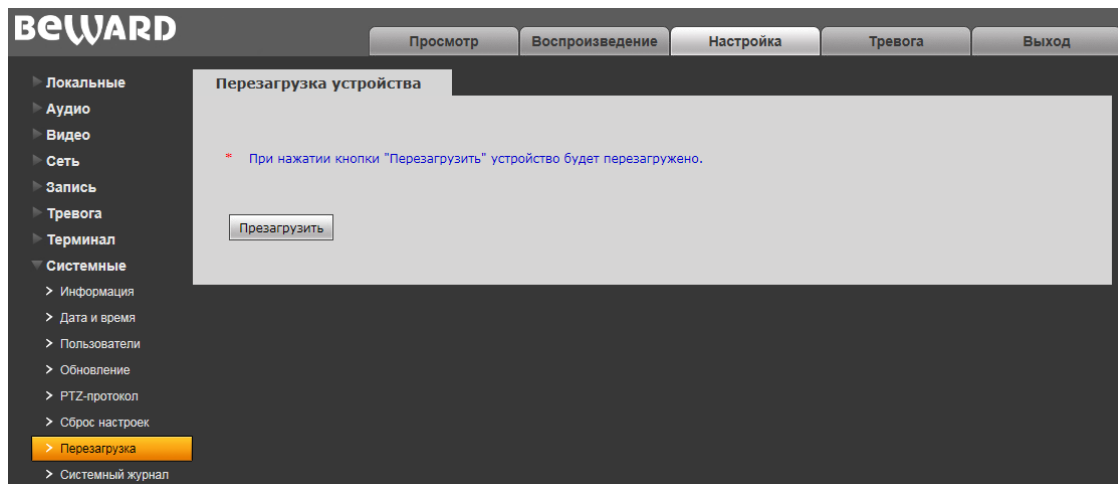 BEWARD
Просмотр Воспроизведение Настройка Тревога Выход
Локальные
Аудио
Видео
Сеть
Запись
Тревога
Терминал
Системные
Информация
Дата и время
Пользователи
Обновление
PTZ-протокол
Сброс настроек
Перезагрузка
Системный журнал
Перезагрузка устройства
* При нажатии кнопки "Перезагрузить" устройство будет перезагружено.
Презагрузить